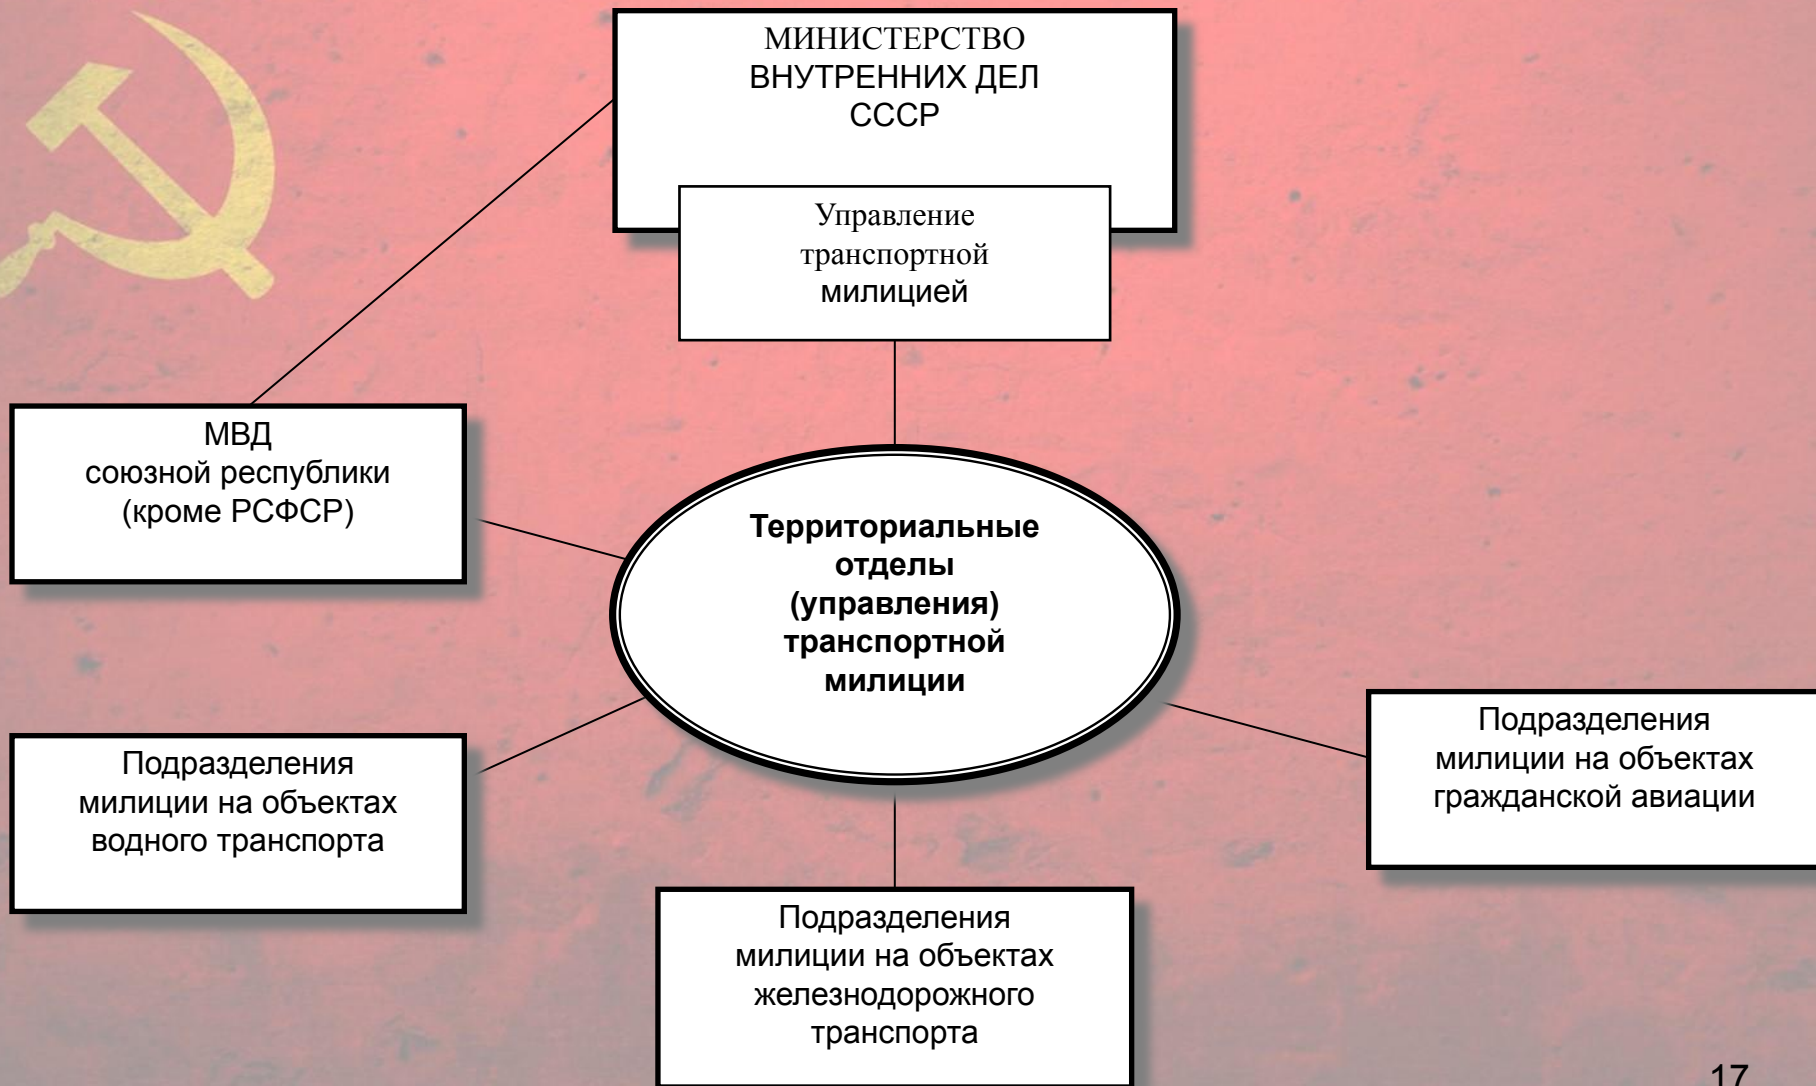 МИНИСТЕРСТВО
ВНУТРЕННИХ ДЕЛ
СССР
Управление
транспортной
милицией
МВД
союзной республики
(кроме РСФСР)
Территориальные
отделы
(управления)
транспортной
милиции
Подразделения
милиции на объектах
водного транспорта
Подразделения
милиции на объектах
гражданской авиации
Подразделения
милиции на объектах
железнодорожного
транспорта
17